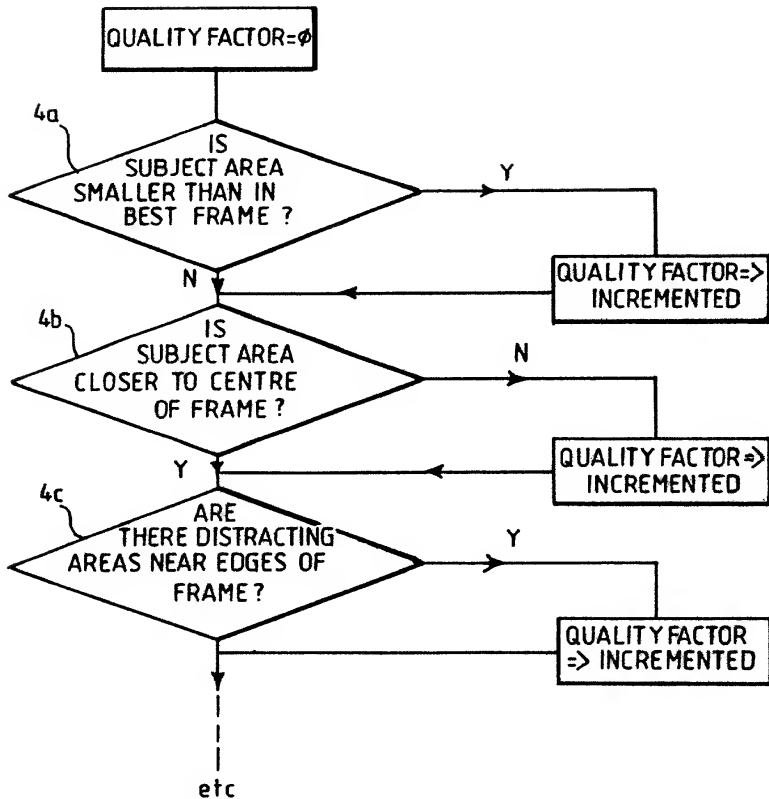 QUALITY FACTOR=ø
4a
IS
SUBJECT AREA
SMALLER THAN IN
BEST FRAME ?
Y
N
QUALITY FACTOR=>
INCREMENTED
4b
IS
SUBJECT AREA
CLOSER TO CENTRE
OF FRAME ?
N
Y
QUALITY FACTOR=>
INCREMENTED
4c
ARE
THERE DISTRACTING
AREAS NEAR EDGES OF
FRAME ?
Y
QUALITY FACTOR
=> INCREMENTED
etc